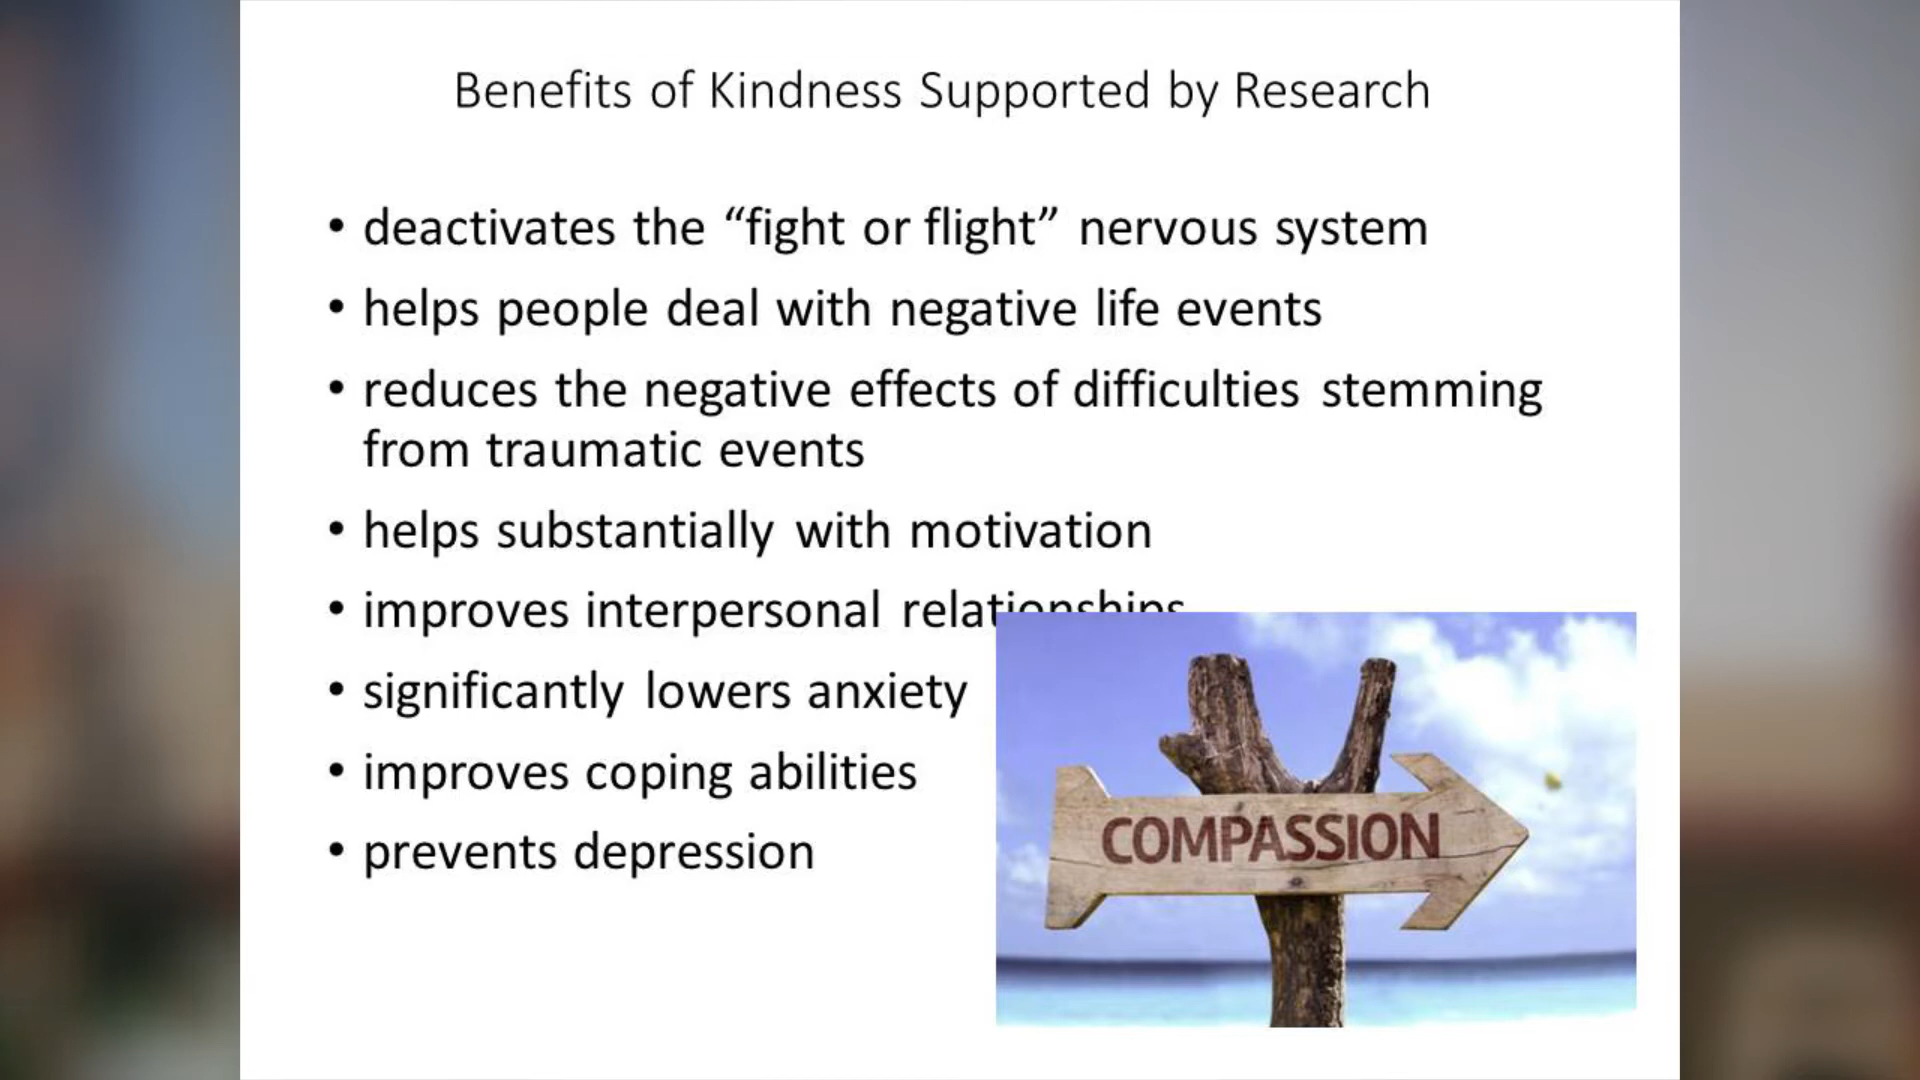 Benefits of Kindness Supported by Research
• deactivates the “fight or flight” nervous system
• helps people deal with negative life events
• reduces the negative effects of difficulties stemming
from traumatic events
• helps substantially with motivation
• improves interpersonal relationships
• significantly lowers anxiety
• improves coping abilities
• prevents depression
COMPASSION